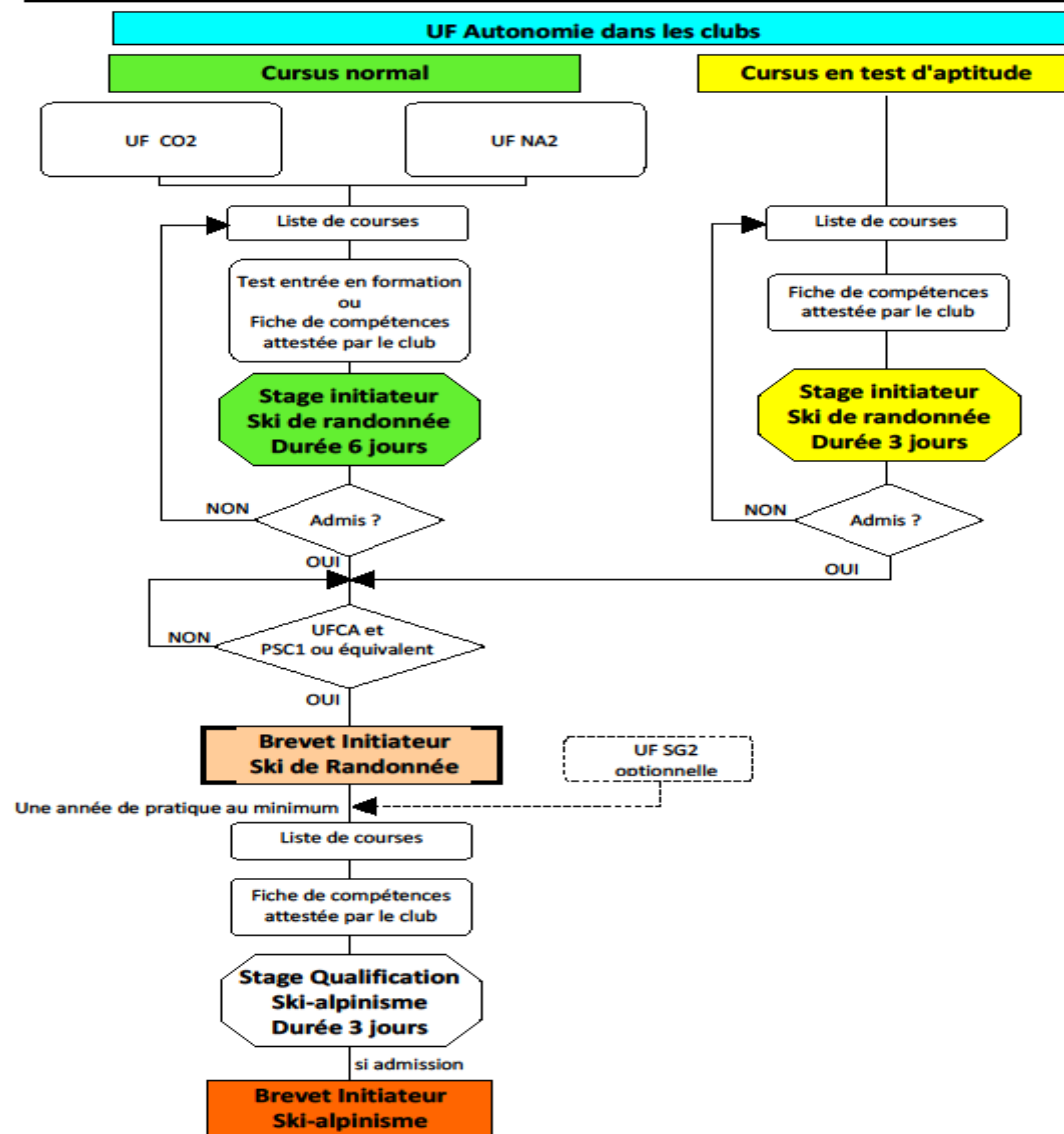 UF Autonomie dans les clubs
Cursus normal
Cursus en test d'aptitude
UF CO2
UF NA2
Liste de courses
Liste de courses
Test entrée en formation
ou
Fiche de compétences
attestée par le club
Fiche de compétences
attestée par le club
Stage initiateur
Ski de randonnée
Durée 6 jours
Stage initiateur
Ski de randonnée
Durée 3 jours
NON
Admis ?
NON
Admis ?
OUI
OUI
NON
UFCA et
PSC1 ou équivalent
OUI
Brevet Initiateur
Ski de Randonnée
UF SG2
optionnelle
Une année de pratique au minimum
Liste de courses
Fiche de compétences
attestée par le club
Stage Qualification
Ski-alpinisme
Durée 3 jours
si admission
Brevet Initiateur
Ski-alpinisme